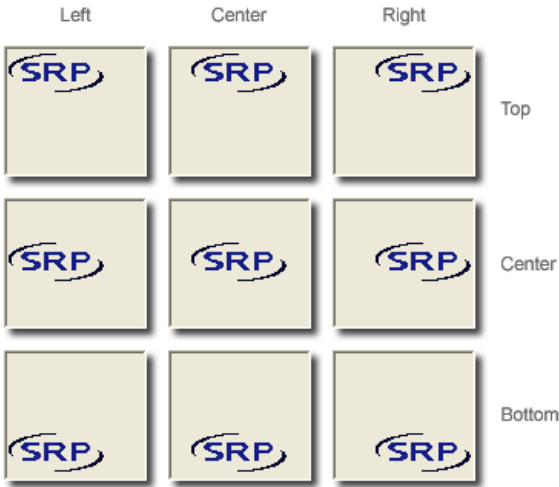 Left Center Right
SRP SRP SRP
Top
SRP SRP SRP
Center
SRP SRP SRP
Bottom